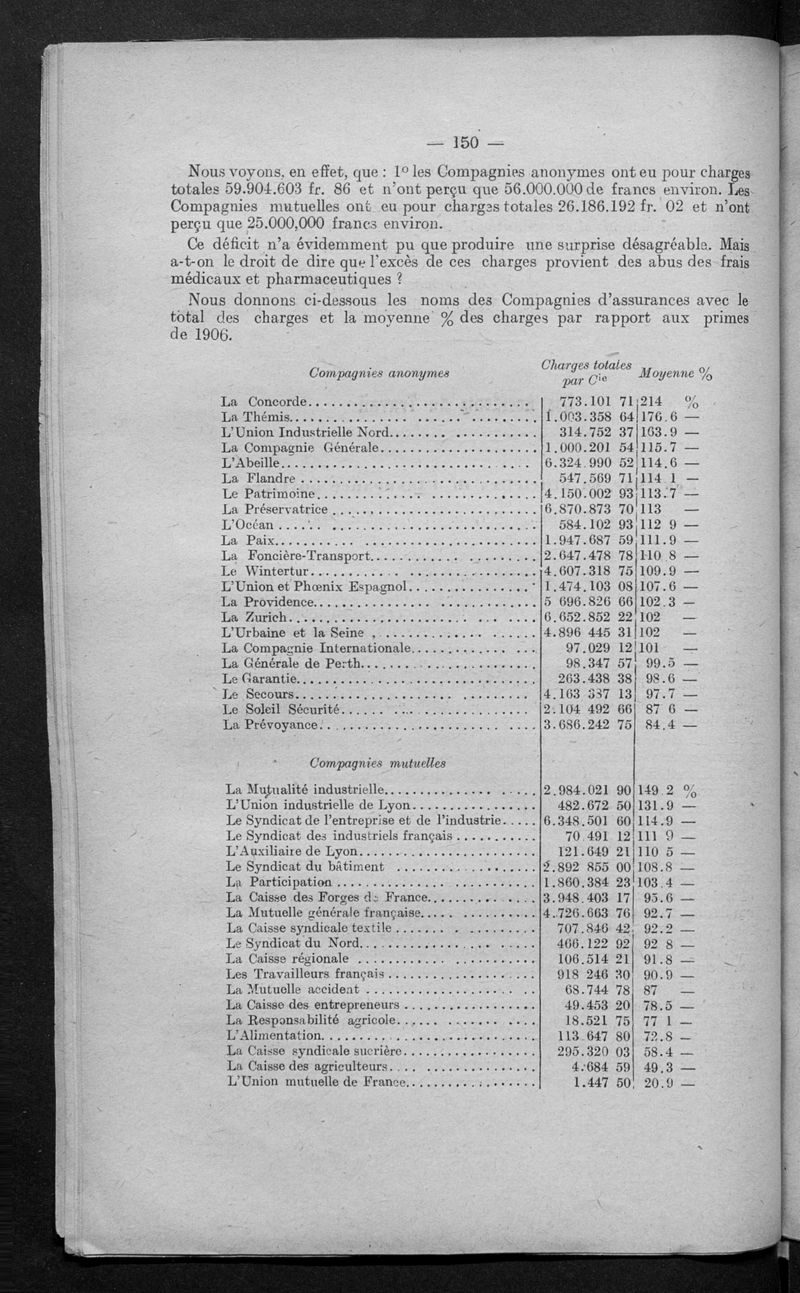 — 150 —
Nous voyons, en effet, que : 1º les Compagnies anonymes ont eu pour charges
totales 59.904.603 fr. 86 et n'ont perçu que 56.000.000 de francs environ. Les
Compagnies mutuelles ont eu pour charges totales 26.186.192 fr. 02 et n'ont
perçu que 25.000,000 francs environ.
Ce déficit n'a évidemment pu que produire une surprise désagréable. Mais
a-t-on le droit de dire que l'excès de ces charges provient des abus des frais
médicaux et pharmaceutiques ?
Nous donnons ci-dessous les noms des Compagnies d'assurances avec le
total des charges et la moyenne % des charges par rapport aux primes
de 1906.
Compagnies anonymes Charges totales par Cie Moyenne %
La Concorde 773.101 71 214 %
La Thémis 1.003.358 64 176.6 —
L'Union Industrielle Nord 314.752 37 163.9 —
La Compagnie Générale 1.000.201 54 115.7 —
L'Abeille 6.324.990 52 114.6 —
La Flandre 547.569 71 114 1 —
Le Patrimoine 4.150.002 93 113.7 —
La Préservatrice 6.870.873 70 113 —
L'Océan 584.102 93 112 9 —
La Paix 1.947.687 59 111.9 —
La Foncière-Transport 2.647.478 78 110 8 —
Le Wintertur 4.607.318 75 109.9 —
L'Union et Phœnix Espagnol 1.474.103 08 107.6 —
La Providence 5 696.826 66 102.3 —
La Zurich 6.652.852 22 102 —
L'Urbaine et la Seine 4.896 445 31 102 —
La Compagnie Internationale 97.029 12 101 —
La Générale de Perth 98.347 57 99.5 —
Le Garantie 263.438 38 98.6 —
Le Secours 4.163 337 13 97.7 —
Le Soleil Sécurité 2.104 492 66 87 6 —
La Prévoyance 3.686.242 75 84.4 —
Compagnies mutuelles
La Mutualité industrielle 2.984.021 90 149 2 %
L'Union industrielle de Lyon 482.672 50 131.9 —
Le Syndicat de l'entreprise et de l'industrie 6.348.501 60 114.9 —
Le Syndicat des industriels français 70 491 12 111 9 —
L'Auxiliaire de Lyon 121.649 21 110 5 —
Le Syndicat du bâtiment 2.892 855 00 108.8 —
La Participation 1.860.384 23 103.4 —
La Caisse des Forges de France 3.948.403 17 95.6 —
La Mutuelle générale française 4.726.663 76 92.7 —
La Caisse syndicale textile 707.846 42 92.2 —
Le Syndicat du Nord 466.122 92 92 8 —
La Caisse régionale 106.514 21 91.8 —
Les Travailleurs français 918 246 30 90.9 —
La Mutuelle accident 68.744 78 87 —
La Caisse des entrepreneurs 49.453 20 78.5 —
La Responsabilité agricole 18.521 75 77 1 —
L'Alimentation 113 647 80 72.8 —
La Caisse syndicale sucrière 295.320 03 58.4 —
La Caisse des agriculteurs 4.684 59 49.3 —
L'Union mutuelle de France 1.447 50 20.9 —